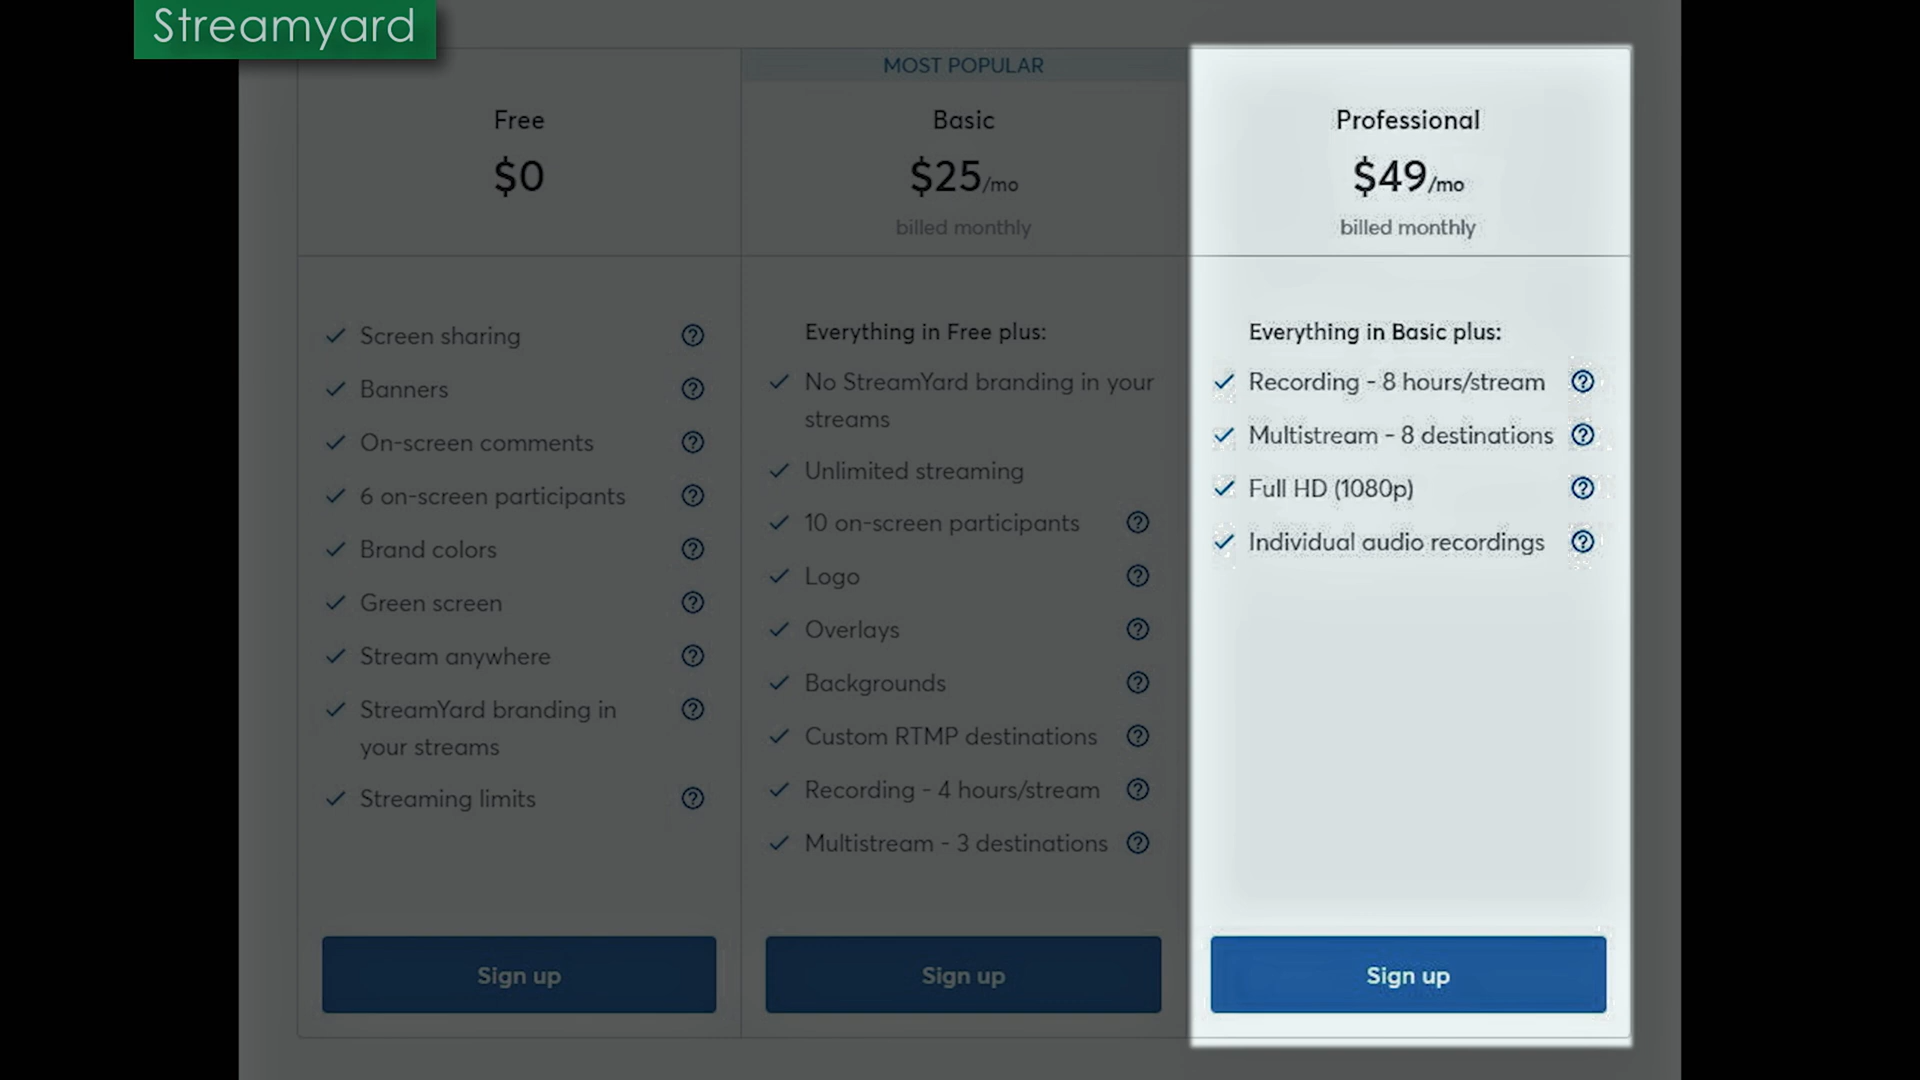 Streamyard
Free
$0
Screen sharing
Banners
On-screen comments
6 on-screen participants
Brand colors
Green screen
Stream anywhere
StreamYard branding in
your streams
Streaming limits
Sign up
MOST POPULAR
Basic
$25/mo
billed monthly
Everything in Free plus:
No StreamYard branding in your
streams
Unlimited streaming
10 on-screen participants
Logo
Overlays
Backgrounds
Custom RTMP destinations
Recording - 4 hours/stream
Multistream - 3 destinations
Sign up
Professional
$49/mo
billed monthly
Everything in Basic plus:
Recording - 8 hours/stream
Multistream - 8 destinations
Full HD (1080p)
Individual audio recordings
Sign up